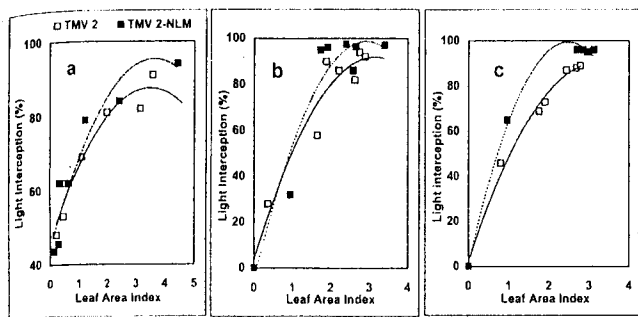 TMV 2 TMV 2-NLM
a
b
c
Light Interception (%)
100
80
60
40
0 1 2 3 4 5
Leaf Area Index
Light Interception (%)
100
80
60
40
20
0
0 1 2 3 4
Leaf Area Index
Light interception (%)
100
80
60
40
20
0
0 1 2 3 4
Leaf Area Index